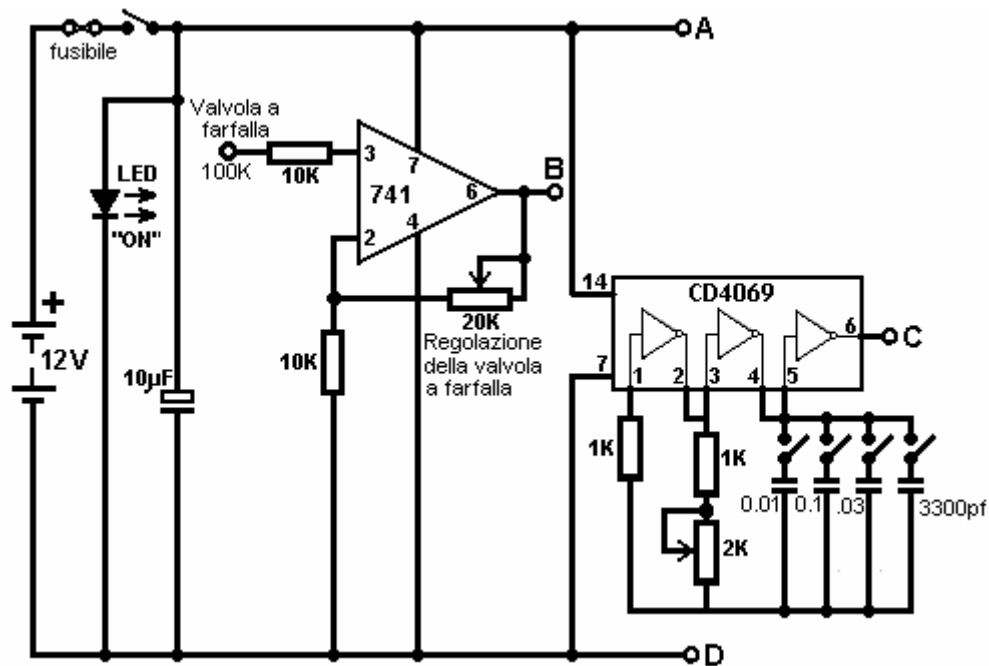 A
fusibile
Valvola a
farfalla
100K
10K
3
7
741
6
B
4
2
LED
"ON"
20K
Regolazione
della valvola
a farfalla
10K
+
12V
10µF
14
CD4069
6
C
7
1
2
3
4
5
1K
1K
2K
0.01
0.1
.03
3300pf
D